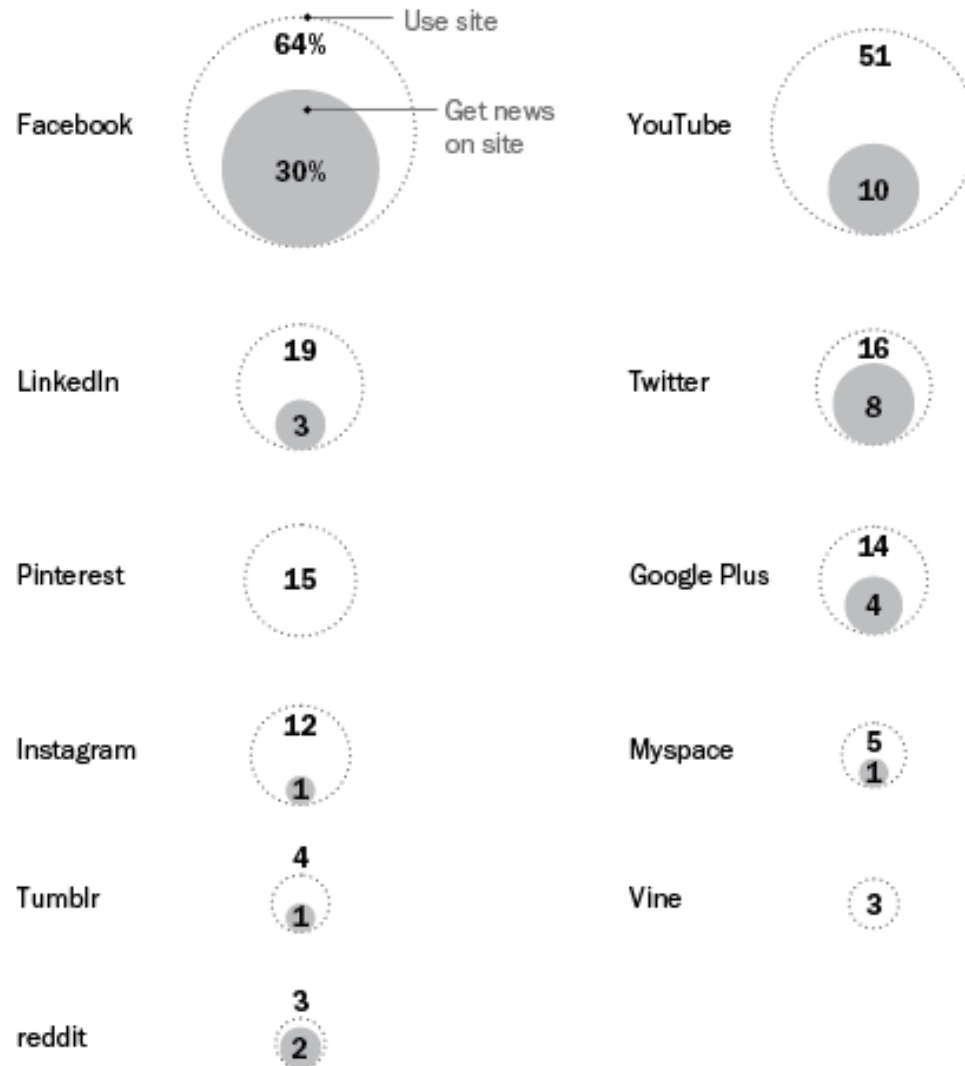 Use site
64%
Get news
on site
Facebook
30%
51
YouTube
10
19
LinkedIn
3
16
Twitter
8
Pinterest
15
14
Google Plus
4
12
Instagram
1
5
Myspace
1
4
Tumblr
1
Vine
3
3
reddit
2